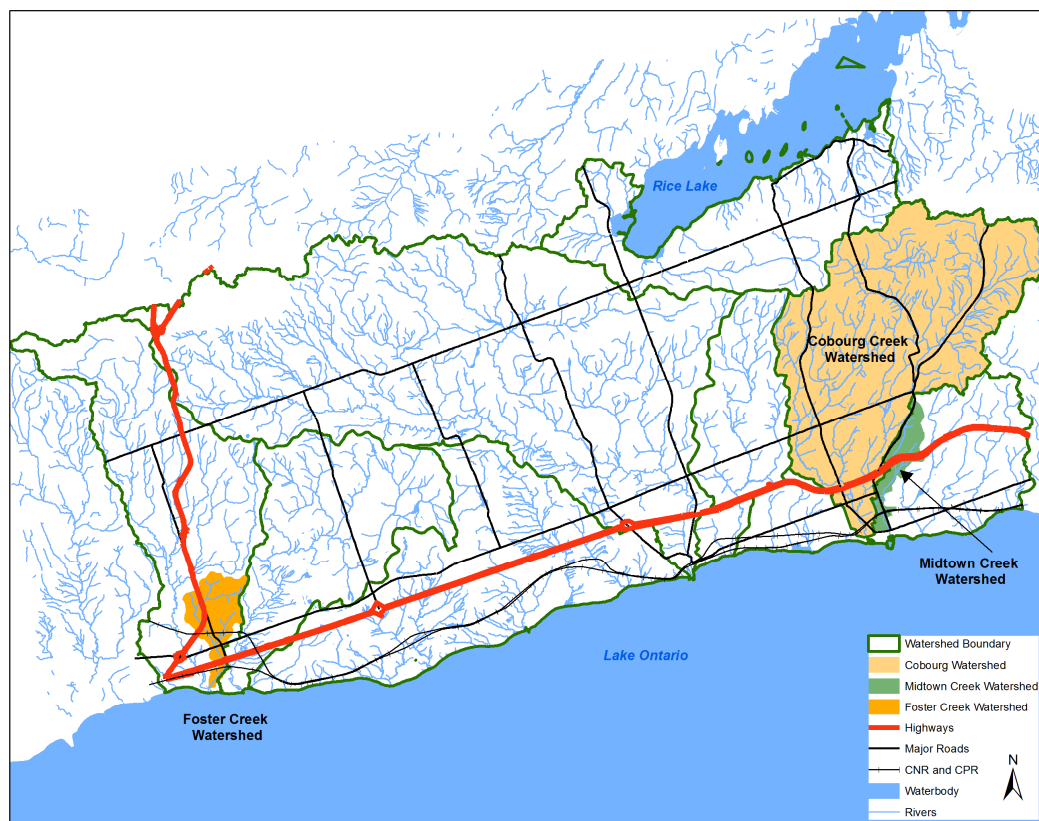 Rice Lake
Cobourg Creek
Watershed
Midtown Creek
Watershed
Lake Ontario
Foster Creek
Watershed
Watershed Boundary
Cobourg Watershed
Midtown Creek Watershed
Foster Creek Watershed
Highways
Major Roads
CNR and CPR
Waterbody
Rivers
N